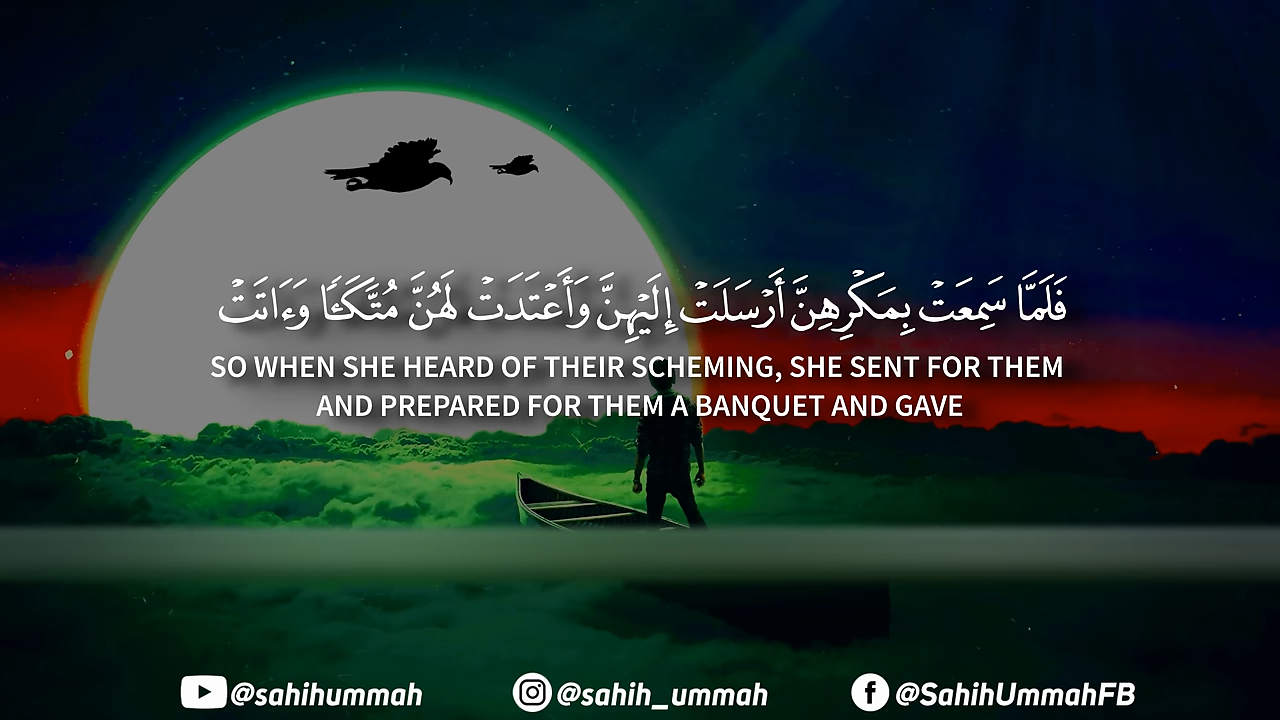 فَلَمَّا سَمِعَتْ بِمَكْرِهِنَّ أَرْسَلَتْ إِلَيْهِنَّ وَأَعْتَدَتْ لَهُنَّ مُتَّكَـًٔا وَءَاتَتْ
SO WHEN SHE HEARD OF THEIR SCHEMING, SHE SENT FOR THEM
AND PREPARED FOR THEM A BANQUET AND GAVE
@sahihummah @sahih_ummah @SahihUmmahFB